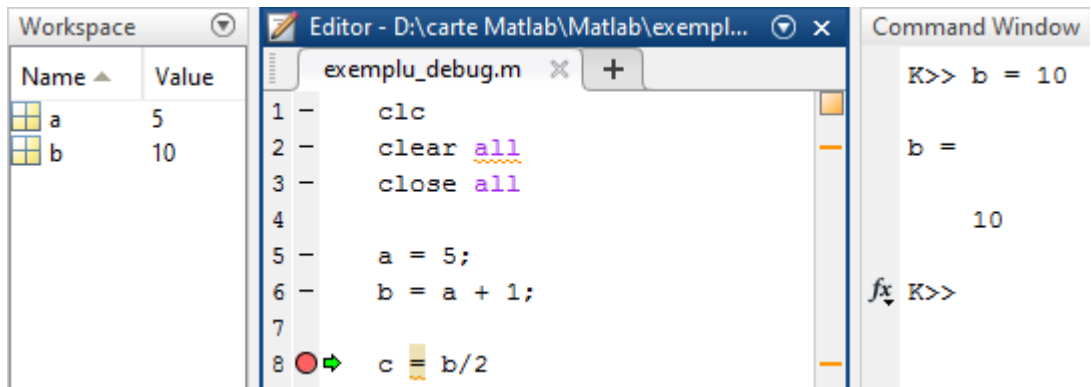 Workspace
Name Value
a 5
b 10
Editor - D:\carte Matlab\Matlab\exempl...
exemplu_debug.m
1 clc
2 clear all
3 close all
4
5 a = 5;
6 b = a + 1;
7
8 c = b/2
Command Window
K>> b = 10
b =
10
fx K>>